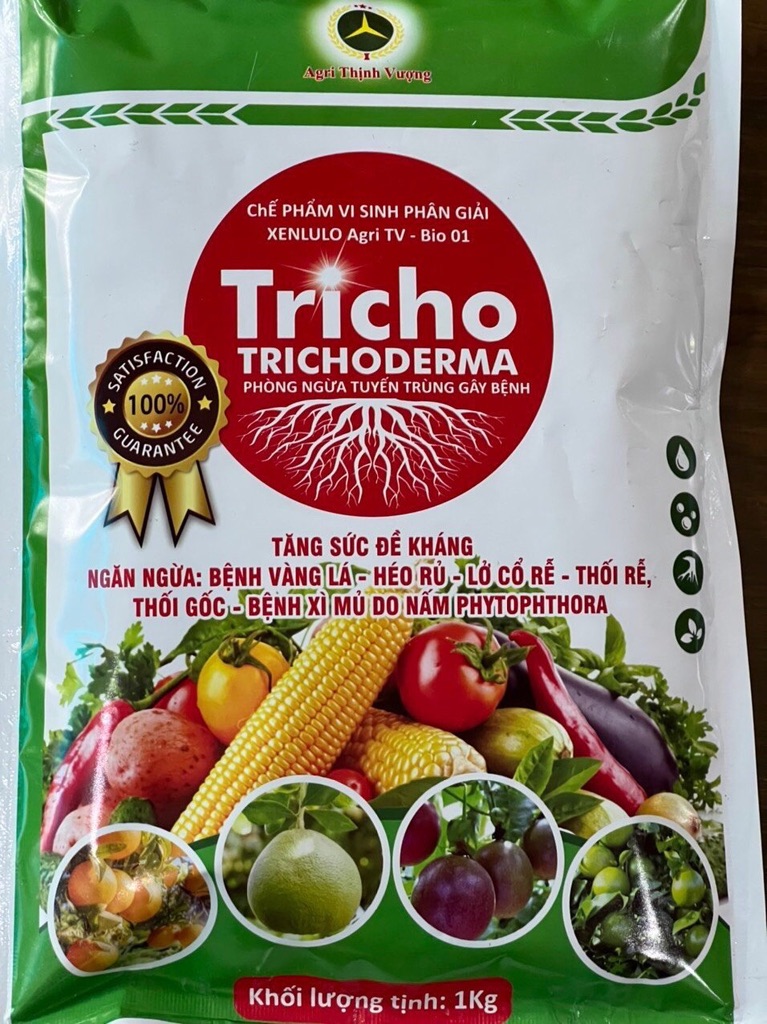 Agri Thịnh Vượng
ChẾ PHẨM VI SINH PHÂN GIẢI
XENLULO Agri TV - Bio 01
Tricho
TRICHODERMA
PHÒNG NGỪA TUYẾN TRÙNG GÂY BỆNH
SATISFACTION
100%
GUARANTEE
TĂNG SỨC ĐỀ KHÁNG
NGĂN NGỪA: BỆNH VÀNG LÁ - HÉO RỦ - LỞ CỔ RỄ - THỐI RỄ,
THỐI GỐC - BỆNH XÌ MỦ DO NẤM PHYTOPHTHORA
Khối lượng tịnh: 1Kg